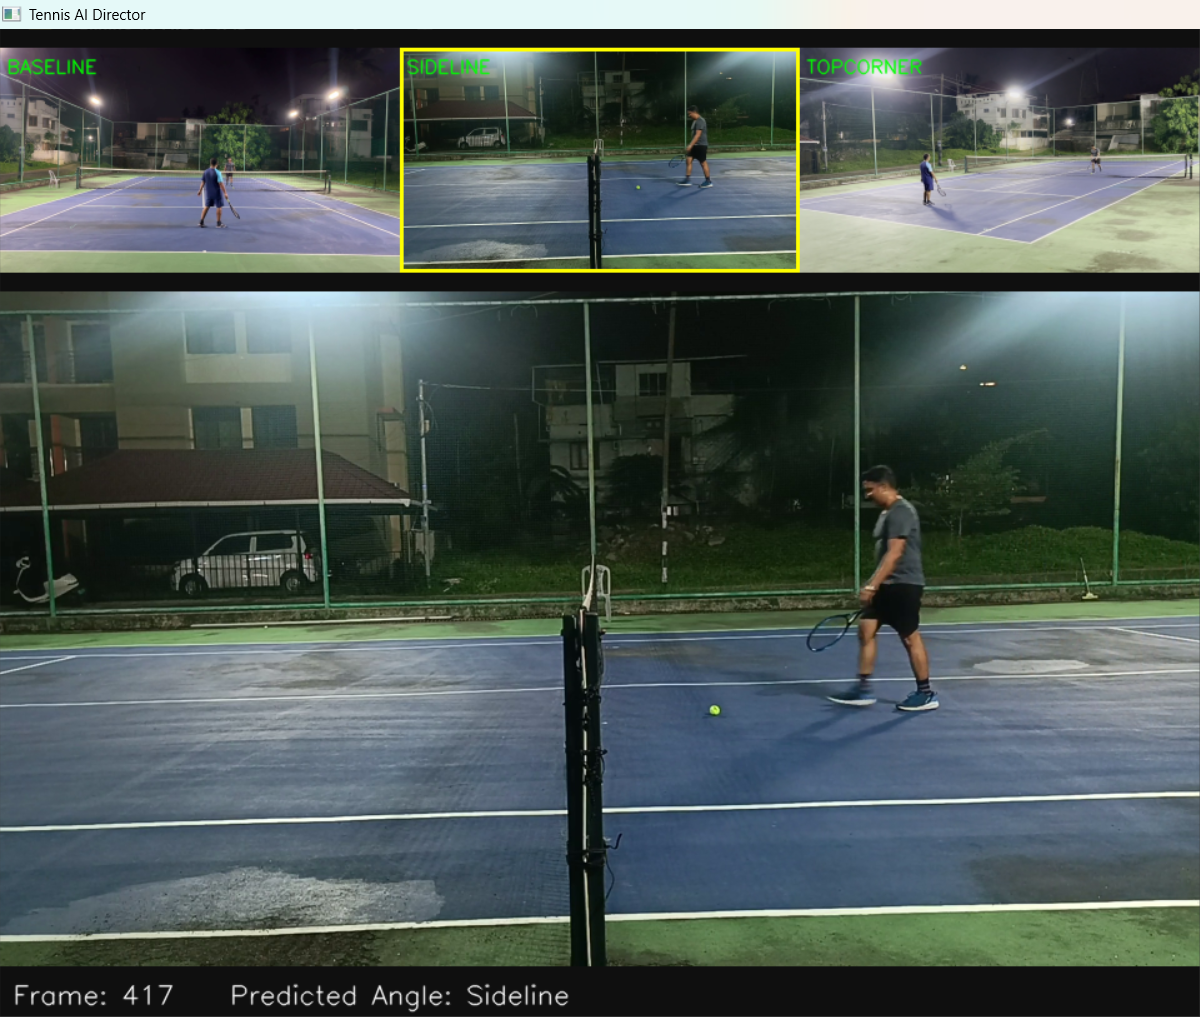 Tennis AI Director
BASELINE
SIDELINE
TOPCORNER
Frame: 417 Predicted Angle: Sideline